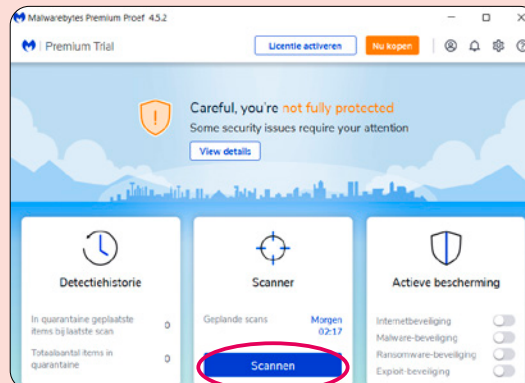 Malwarebytes Premium Proef 4.5.2
Premium Trial
Licentie activeren
Nu kopen
Careful, you're not fully protected
Some security issues require your attention
View details
Detectiehistorie
In quarantaine geplaatste
items bij laatste scan
0
Totaalaantal items in
quarantaine
0
Scanner
Geplande scans
Morgen
02:17
Scannen
Actieve bescherming
Internetbeveiliging
Malware-beveiliging
Ransomware-beveiliging
Exploit-beveiliging